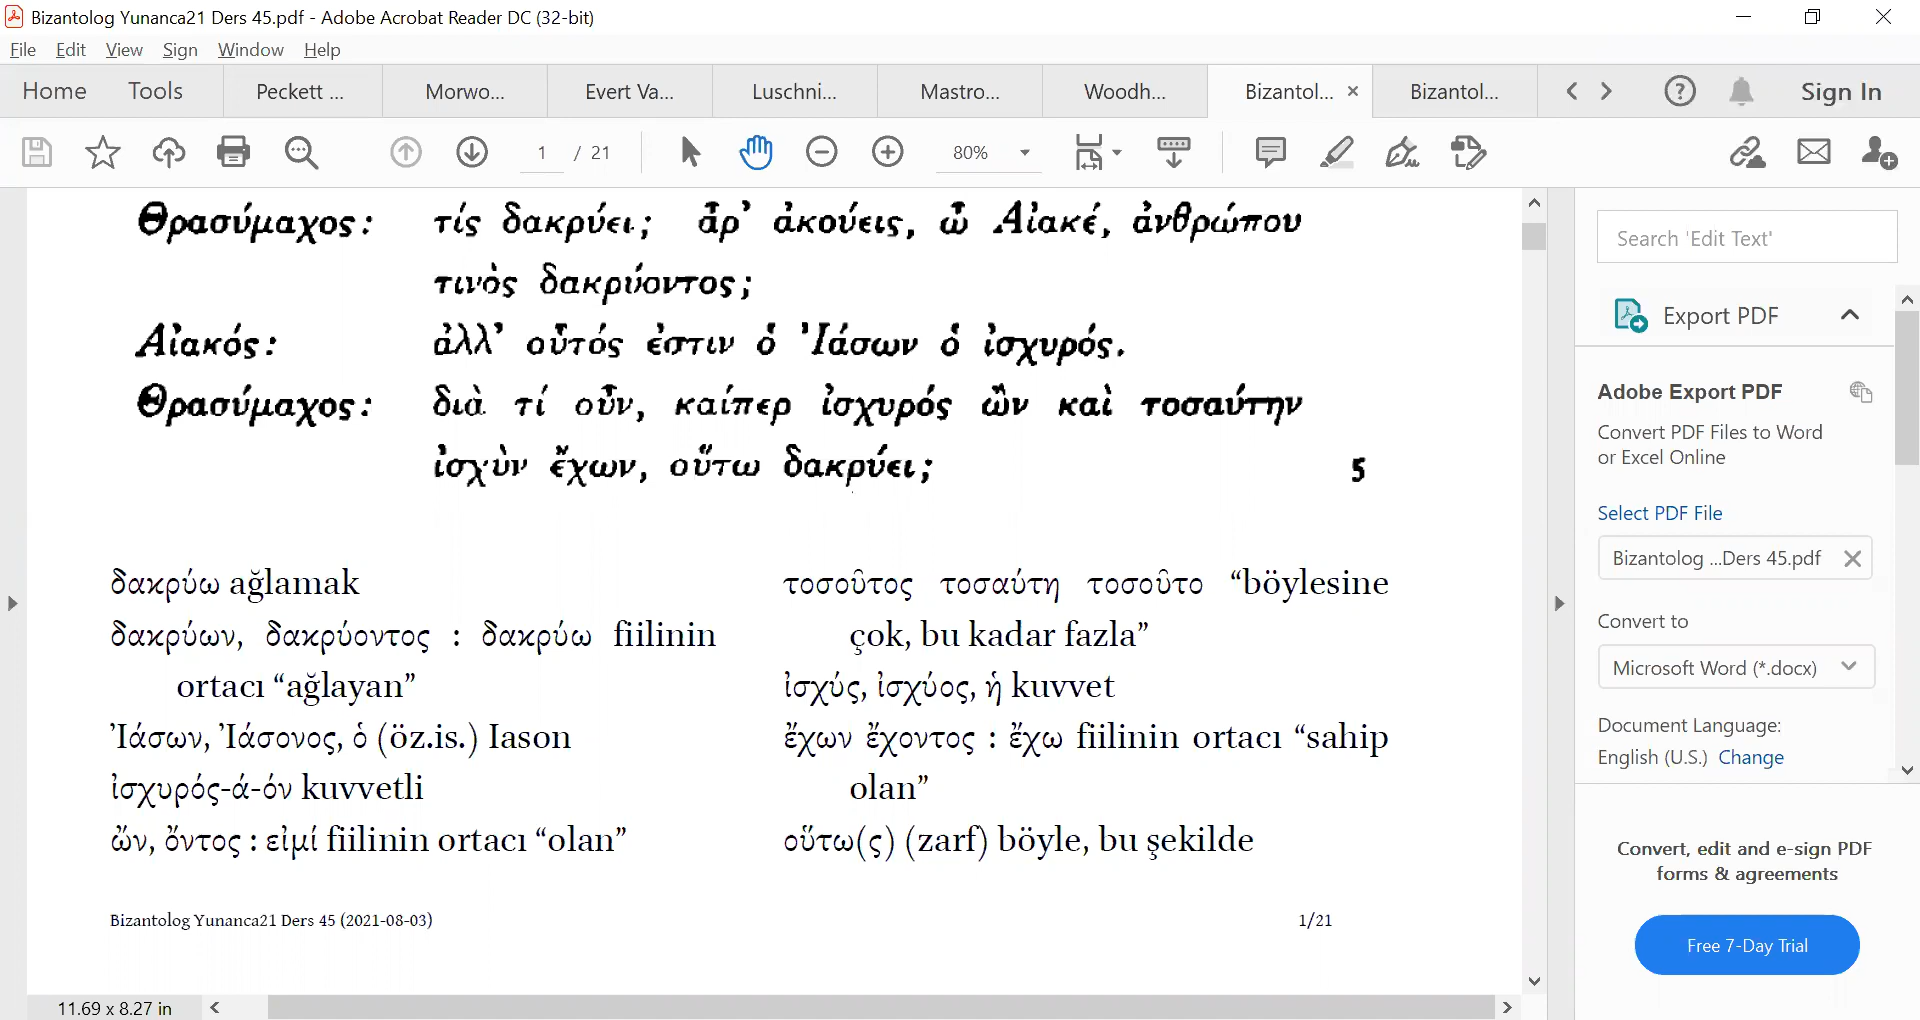 Bizantolog Yunanca21 Ders 45.pdf - Adobe Acrobat Reader DC (32-bit)
File Edit View Sign Window Help
Home Tools Peckett ... Morwo... Evert Va... Luschni... Mastro... Woodh... Bizantol... × Bizantol... Sign In
1 / 21 80%
Θρασύμαχος: τίς δακρύει; ἆρ' ἀκούεις, ὦ Αἰακέ, ἀνθρώπου
τινὸς δακρύοντος;
Αἰακός: ἀλλ' οὗτός ἐστιν ὁ Ἰάσων ὁ ἰσχυρός.
Θρασύμαχος: διὰ τί οὖν, καίπερ ἰσχυρός ὢν καὶ τοσαύτην
ἰσχὺν ἔχων, οὕτω δακρύει; 5
δακρύω ağlamak
δακρύων, δακρύοντος : δακρύω fiilinin
ortacı “ağlayan”
Ἰάσων, Ἰάσονος, ὁ (öz.is.) Iason
ἰσχυρός-ά-όν kuvvetli
ὤν, ὄντος : εἰμί fiilinin ortacı “olan”
τοσοῦτος τοσαύτη τοσοῦτο “böylesine
çok, bu kadar fazla”
ἰσχύς, ἰσχύος, ἡ kuvvet
ἔχων ἔχοντος : ἔχω fiilinin ortacı “sahip
olan”
οὕτω(ς) (zarf) böyle, bu şekilde
Bizantolog Yunanca21 Ders 45 (2021-08-03) 1/21
11.69 x 8.27 in
Search 'Edit Text'
Export PDF
Adobe Export PDF
Convert PDF Files to Word
or Excel Online
Select PDF File
Bizantolog ...Ders 45.pdf
Convert to
Microsoft Word (*.docx)
Document Language:
English (U.S.) Change
Convert, edit and e-sign PDF
forms & agreements
Free 7-Day Trial